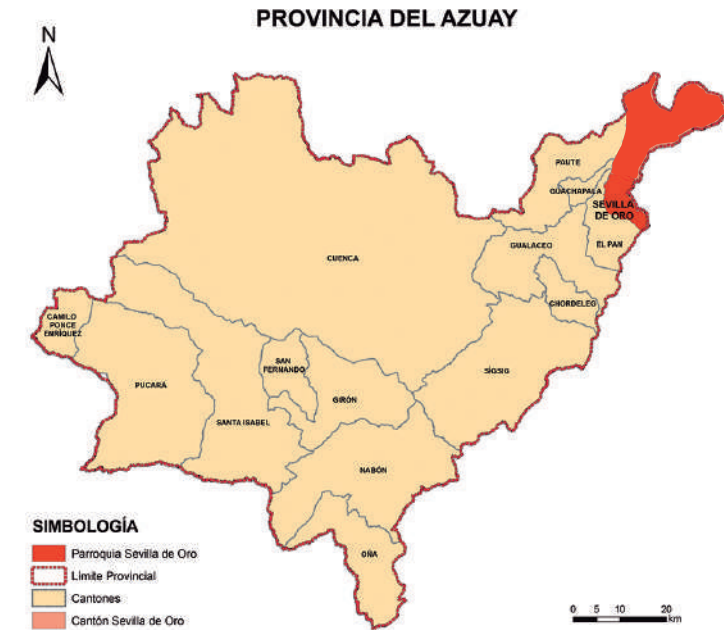 PROVINCIA DEL AZUAY
N
PAUTE
GUACHAPALA
SEVILLA
DE ORO
GUALACEO
EL PAN
CUENCA
CHORDELEG
CAMILO
PONCE
ENRÍQUEZ
SAN
FERNANDO
SÍGSIG
PUCARÁ
GIRÓN
SANTA ISABEL
NABÓN
OÑA
SIMBOLOGÍA
Parroquia Sevilla de Oro
Límite Provincial
Cantones
Cantón Sevilla de Oro
0 5 10 20
km